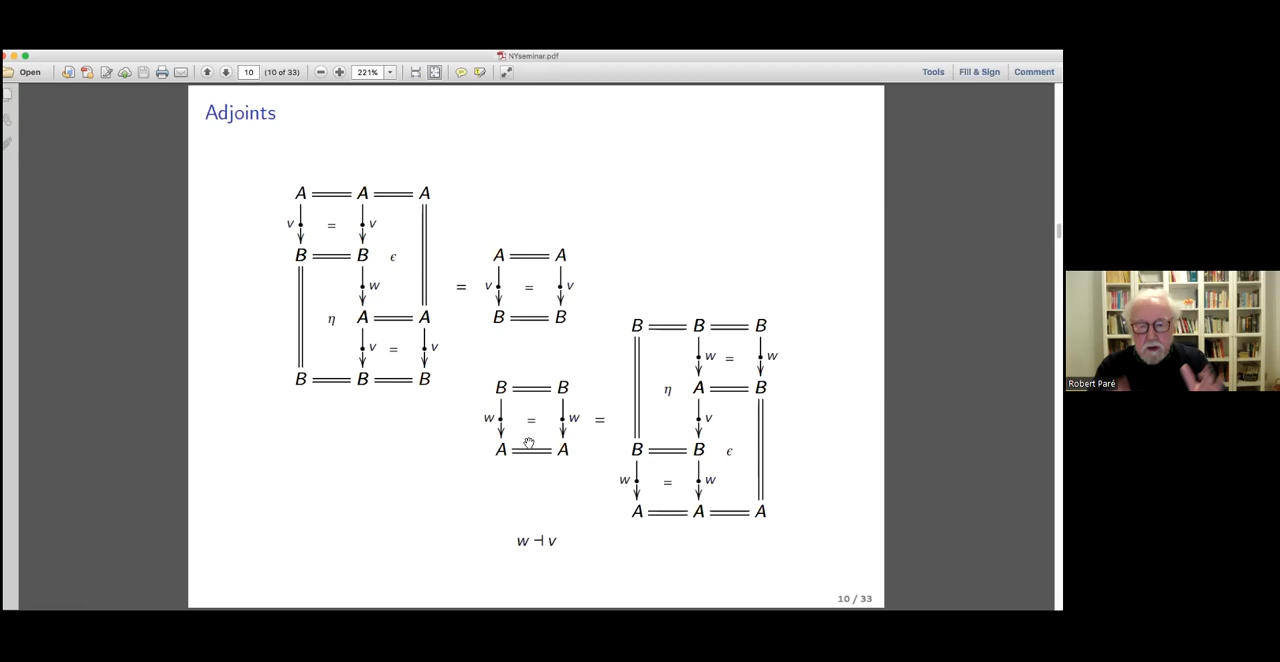 NYseminar.pdf
Open 10 (10 of 33) 221% Tools Fill & Sign Comment
Adjoints
A A A
v = v
B B ϵ
w
η A A
v = v
B B B
=
A A
v = v
B B
B B B
w = w
η A B
v
B B ϵ
w = w
A A A
B B
w = w =
A A
w ⊣ v
10 / 33
Robert Paré